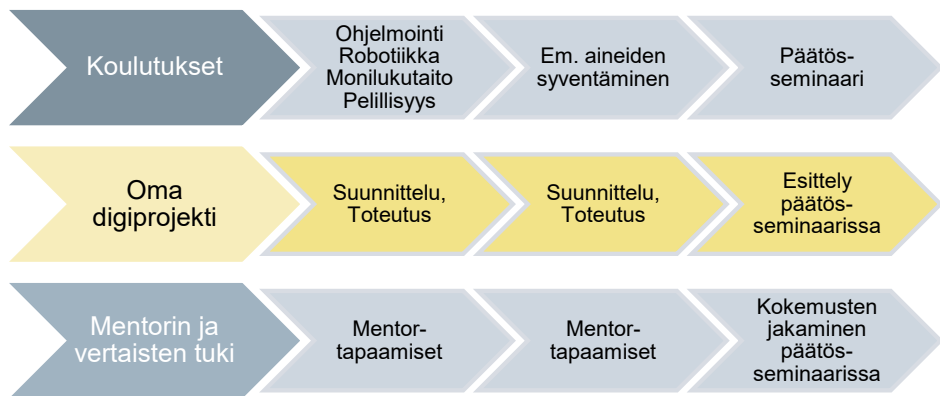 Koulutukset
Ohjelmointi
Robotiikka
Monilukutaito
Pelillisyys
Em. aineiden
syventäminen
Päätös-
seminaari
Oma
digiprojekti
Suunnittelu,
Toteutus
Suunnittelu,
Toteutus
Esittely
päätös-
seminaarissa
Mentorin ja
vertaisten tuki
Mentor-
tapaamiset
Mentor-
tapaamiset
Kokemusten
jakaminen
päätös-
seminaarissa